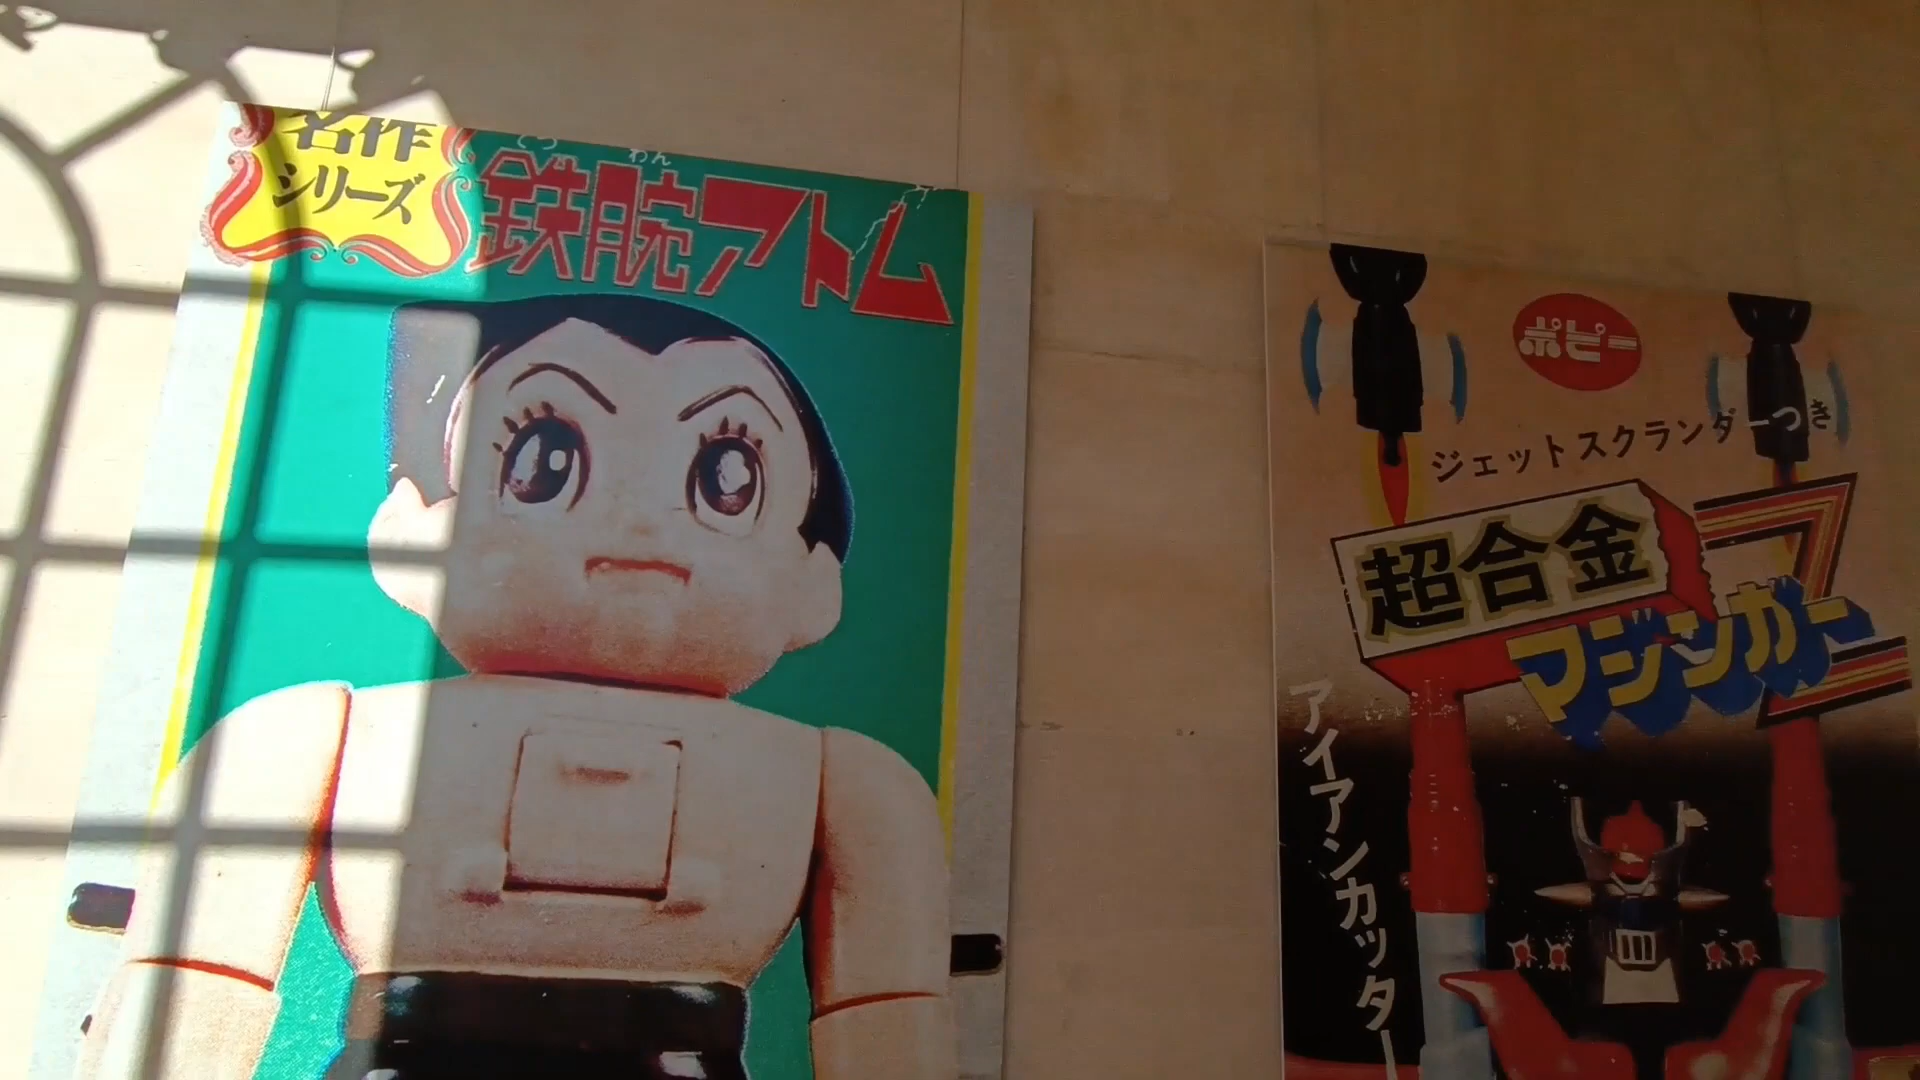 名作
シリーズ
てつ わん
鉄腕アトム
ポピー
ジェットスクランダーつき
超合金
マジンガー
Z
アイアンカッター